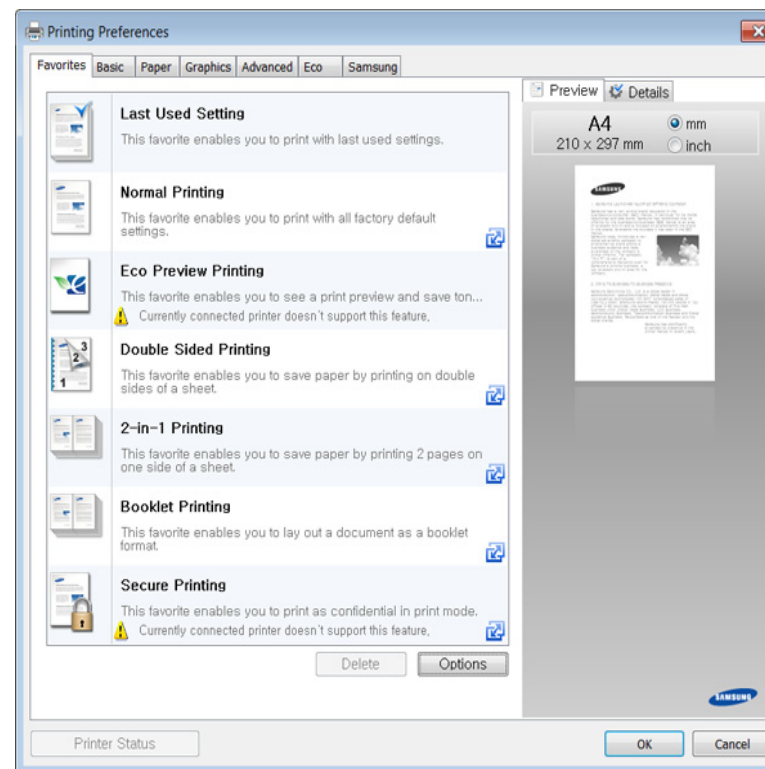 Printing Preferences
Favorites Basic Paper Graphics Advanced Eco Samsung
Last Used Setting
This favorite enables you to print with last used settings.
Normal Printing
This favorite enables you to print with all factory default
settings.
Eco Preview Printing
This favorite enables you to see a print preview and save ton...
Currently connected printer doesn't support this feature,
Double Sided Printing
This favorite enables you to save paper by printing on double
sides of a sheet.
2-in-1 Printing
This favorite enables you to save paper by printing 2 pages on
one side of a sheet.
Booklet Printing
This favorite enables you to lay out a document as a booklet
format.
Secure Printing
This favorite enables you to print as confidential in print mode.
Currently connected printer doesn't support this feature,
Delete Options
Preview Details
A4
210 x 297 mm
mm
inch
SAMSUNG
SAMSUNG
Printer Status
OK Cancel